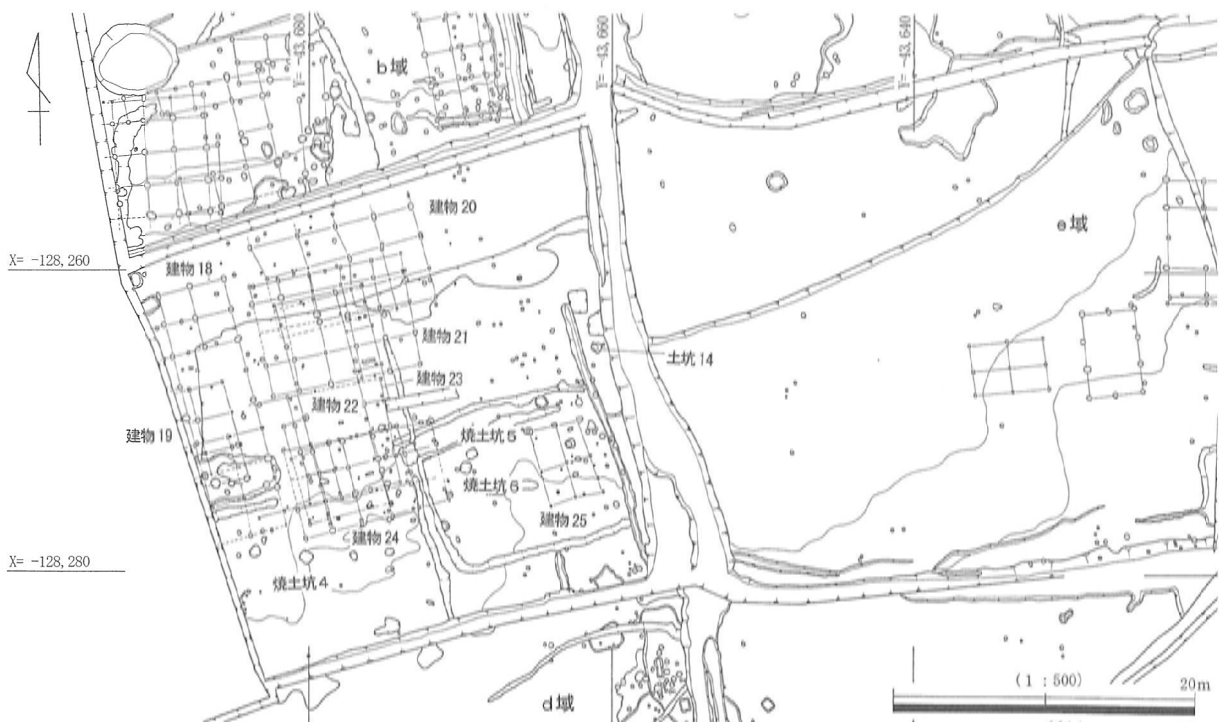 Y= -43,680
Y= -43,660
Y= -43,640
b域
建物 20
e域
X= -128,260
建物 18
建物 21
土坑 14
建物 23
建物 22
建物 19
焼土坑 5
焼土坑 6
建物 25
建物 24
X= -128,280
焼土坑 4
(1 : 500)
20m
d域